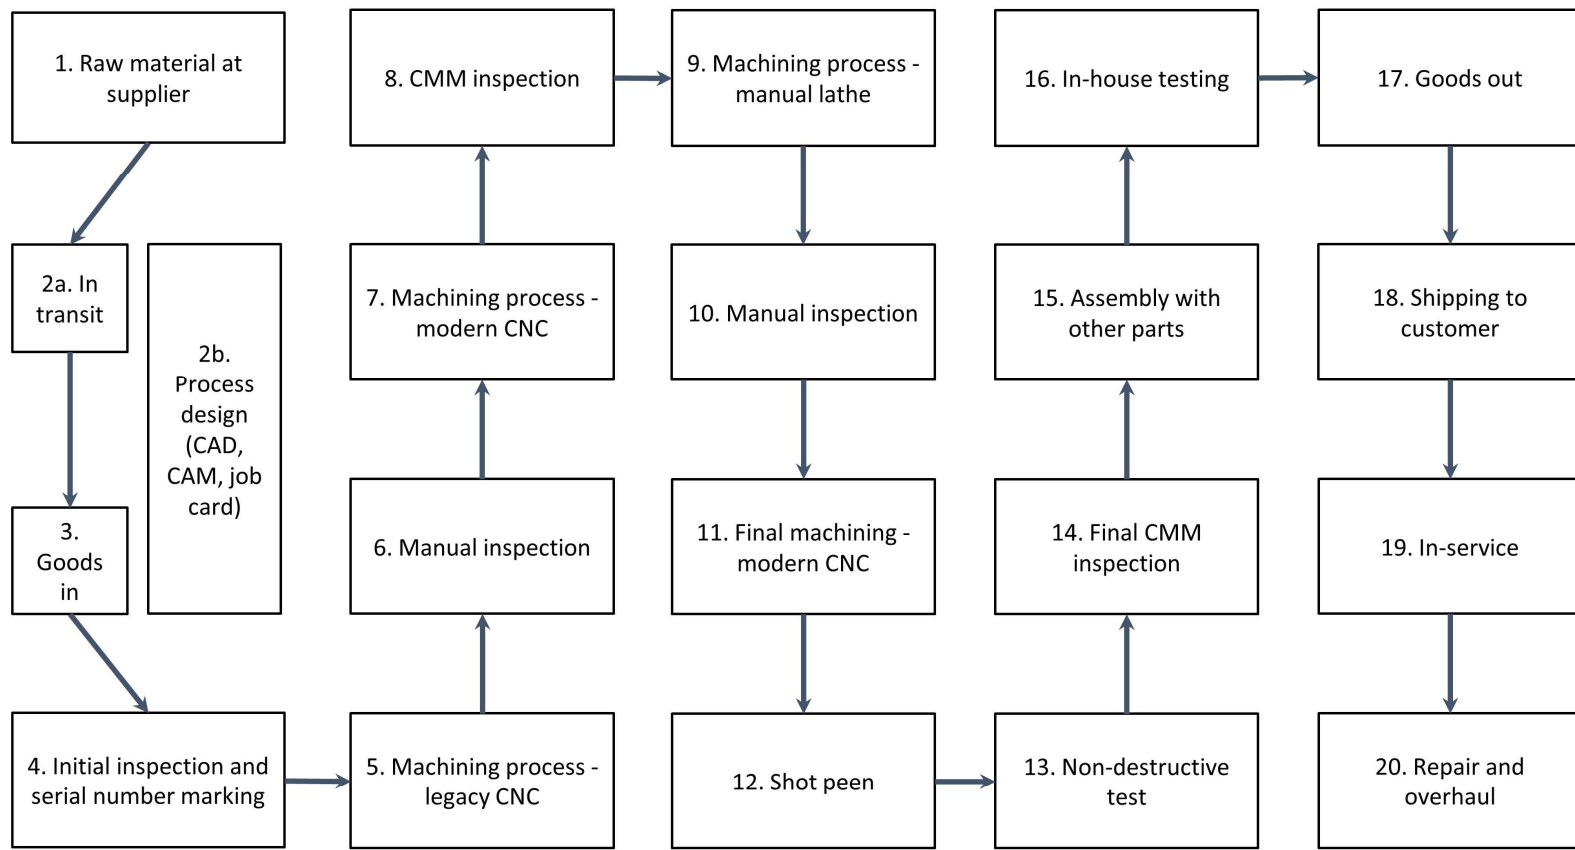 1. Raw material at
supplier
2a. In
transit
2b.
Process
design
(CAD,
CAM, job
card)
3.
Goods
in
4. Initial inspection and
serial number marking
5. Machining process -
legacy CNC
6. Manual inspection
7. Machining process -
modern CNC
8. CMM inspection
9. Machining process -
manual lathe
10. Manual inspection
11. Final machining -
modern CNC
12. Shot peen
13. Non-destructive
test
14. Final CMM
inspection
15. Assembly with
other parts
16. In-house testing
17. Goods out
18. Shipping to
customer
19. In-service
20. Repair and
overhaul